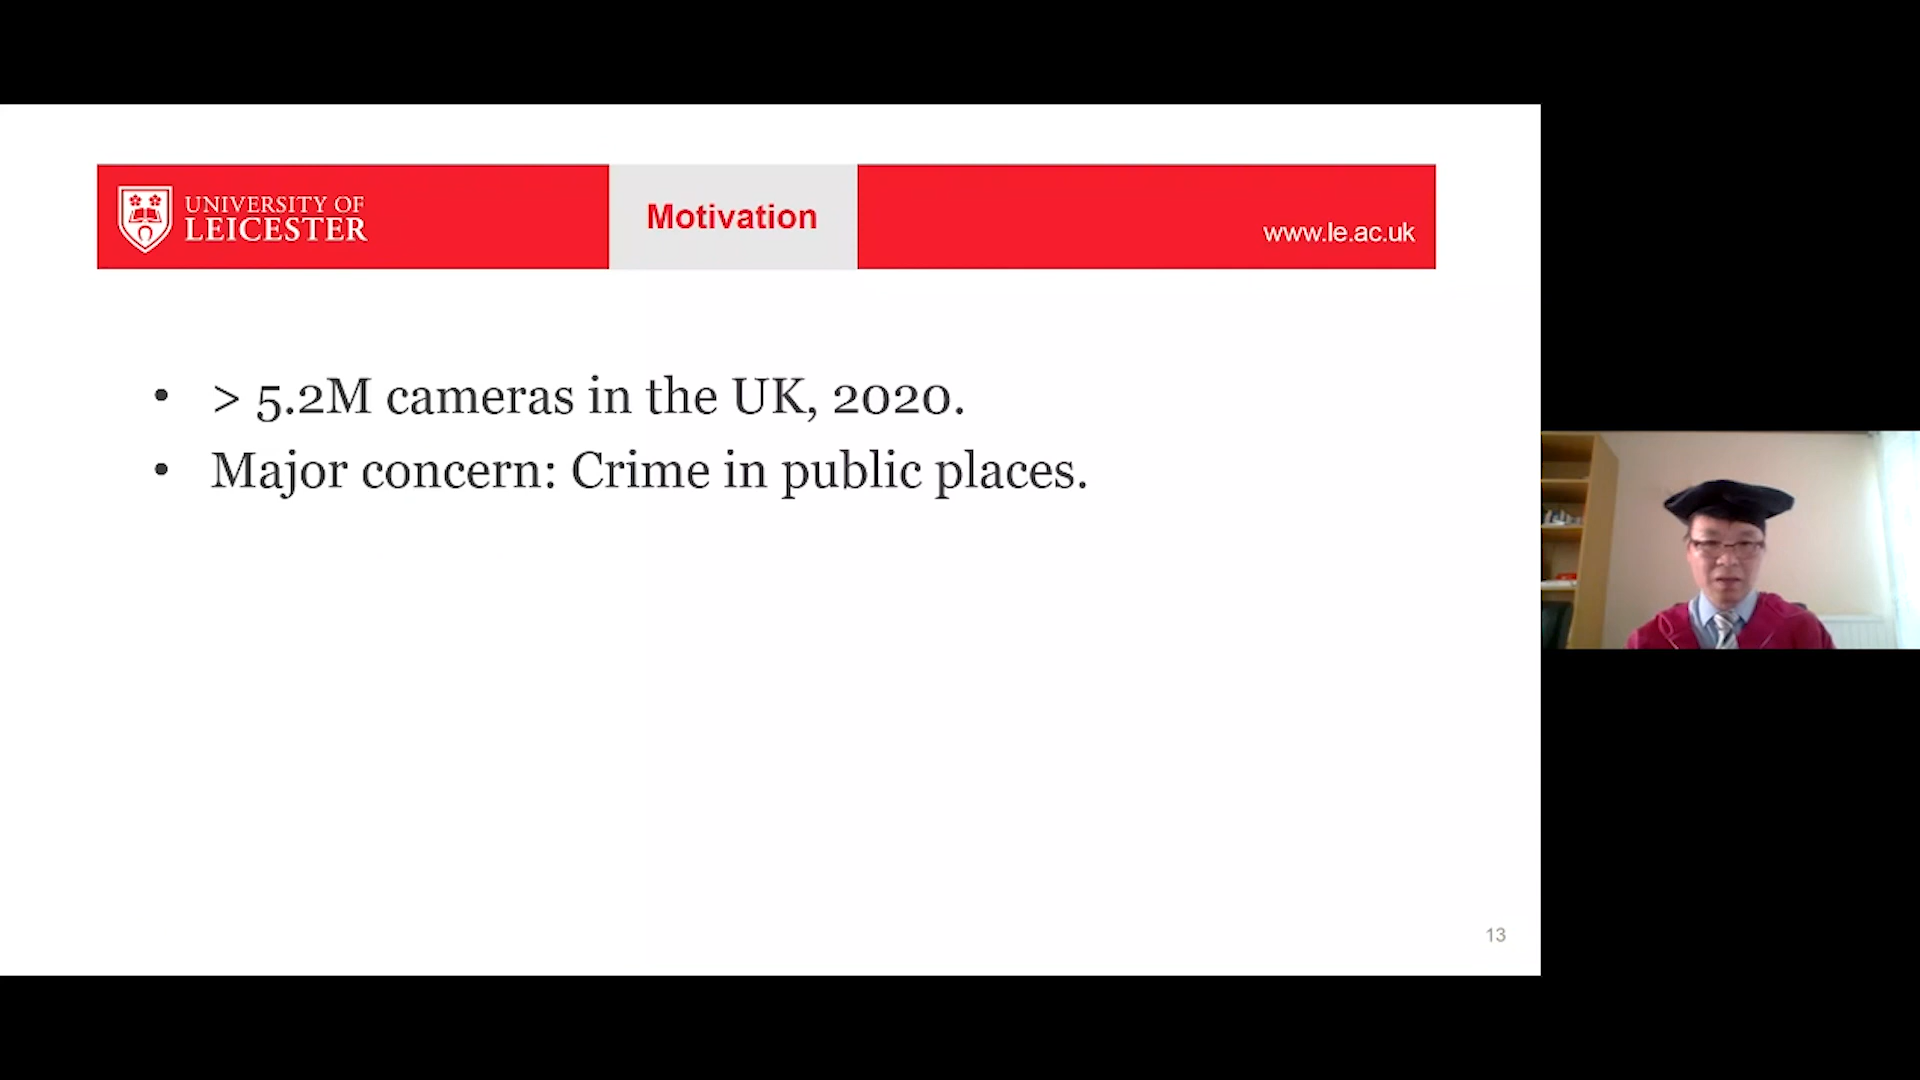 UNIVERSITY OF
LEICESTER
Motivation
www.le.ac.uk
• > 5.2M cameras in the UK, 2020.
• Major concern: Crime in public places.
13